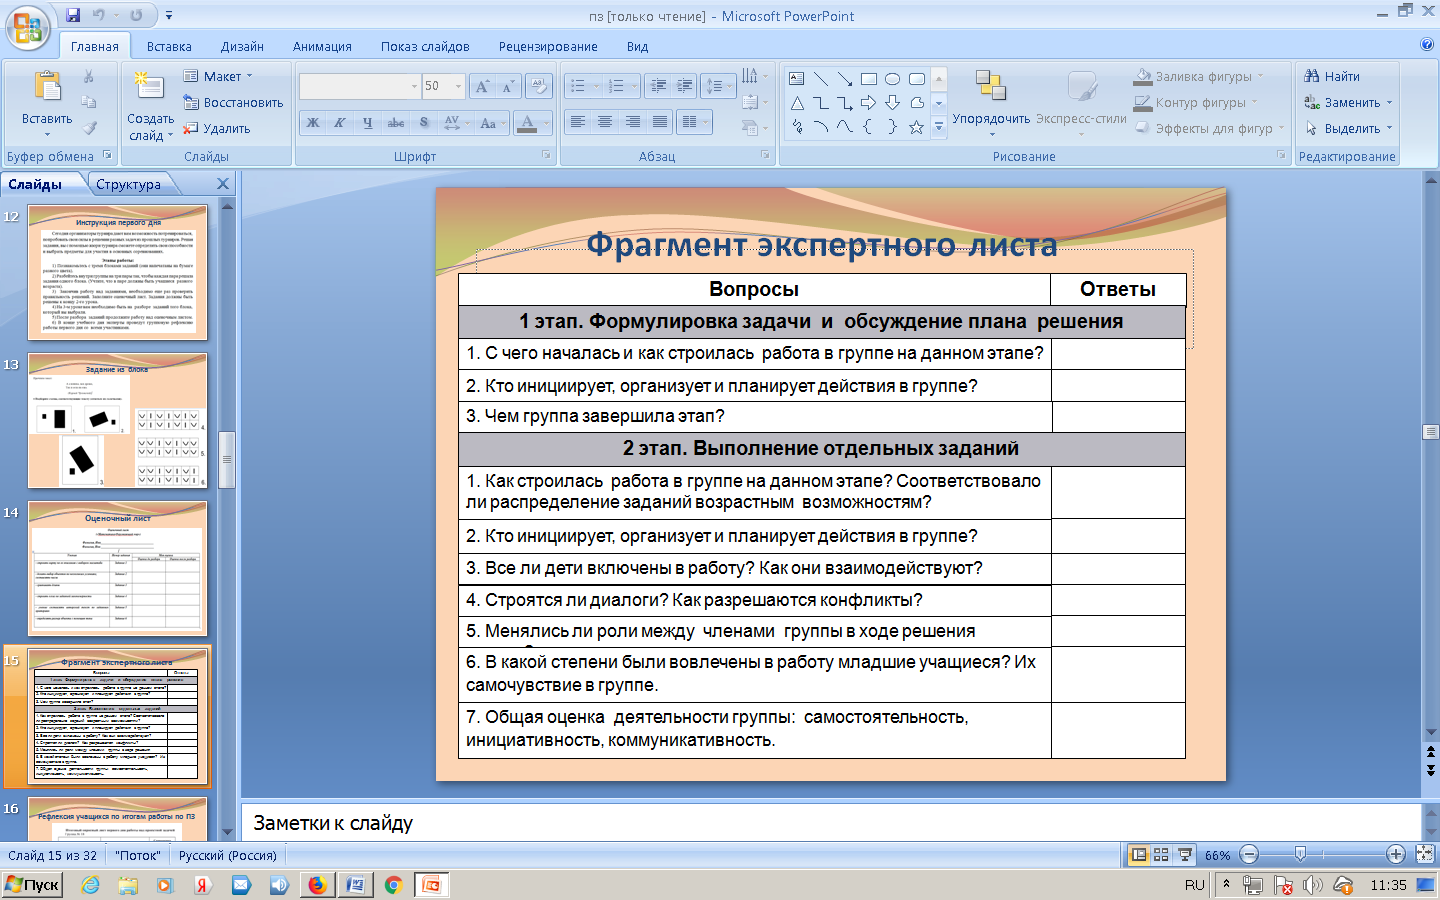 пз [только чтение] - Microsoft PowerPoint
Главная
Вставка
Дизайн
Анимация
Показ слайдов
Рецензирование
Вид
Вставить
Буфер обмена
Создать слайд
Макет
Восстановить
Удалить
Слайды
50
Ж К Ч abc S AV Aa A
Шрифт
Абзац
Упорядочить
Экспресс-стили
Заливка фигуры
Контур фигуры
Эффекты для фигур
Рисование
Найти
Заменить
Выделить
Редактирование
Слайды
Структура
12
Инструкция первого дня
Этапы работы:
13
Задание из блока
14
Оценочный лист
15
Фрагмент экспертного листа
16
Рефлексия учащихся по итогам работы по ПЗ
Фрагмент экспертного листа
Вопросы Ответы
1 этап. Формулировка задачи и обсуждение плана решения
1. С чего началась и как строилась работа в группе на данном этапе?
2. Кто инициирует, организует и планирует действия в группе?
3. Чем группа завершила этап?
2 этап. Выполнение отдельных заданий
1. Как строилась работа в группе на данном этапе? Соответствовало
ли распределение заданий возрастным возможностям?
2. Кто инициирует, организует и планирует действия в группе?
3. Все ли дети включены в работу? Как они взаимодействуют?
4. Строятся ли диалоги? Как разрешаются конфликты?
5. Менялись ли роли между членами группы в ходе решения
6. В какой степени были вовлечены в работу младшие учащиеся? Их
самочувствие в группе.
7. Общая оценка деятельности группы: самостоятельность,
инициативность, коммуникативность.
Заметки к слайду
Слайд 15 из 32
"Поток"
Русский (Россия)
66%
Пуск
RU
11:35